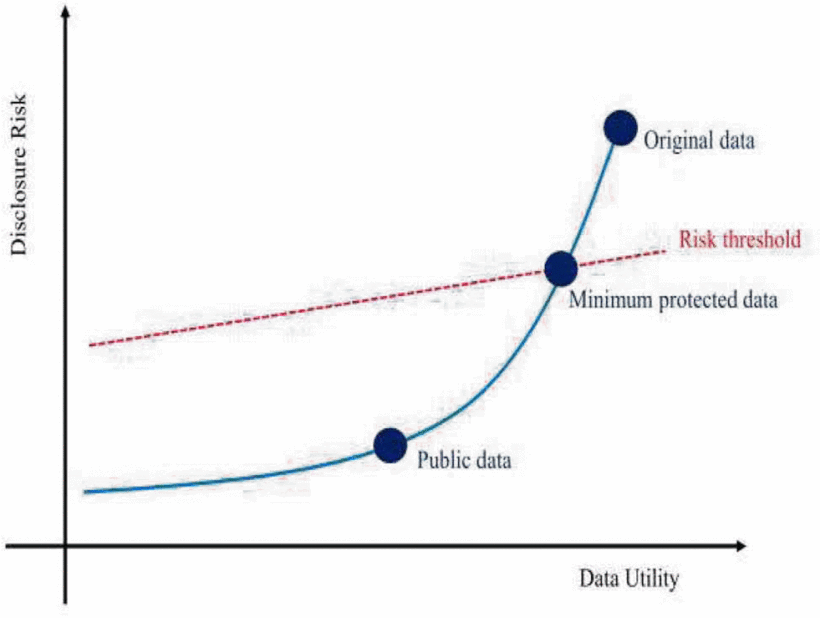 Disclosure Risk
Original data
Risk threshold
Minimum protected data
Public data
Data Utility